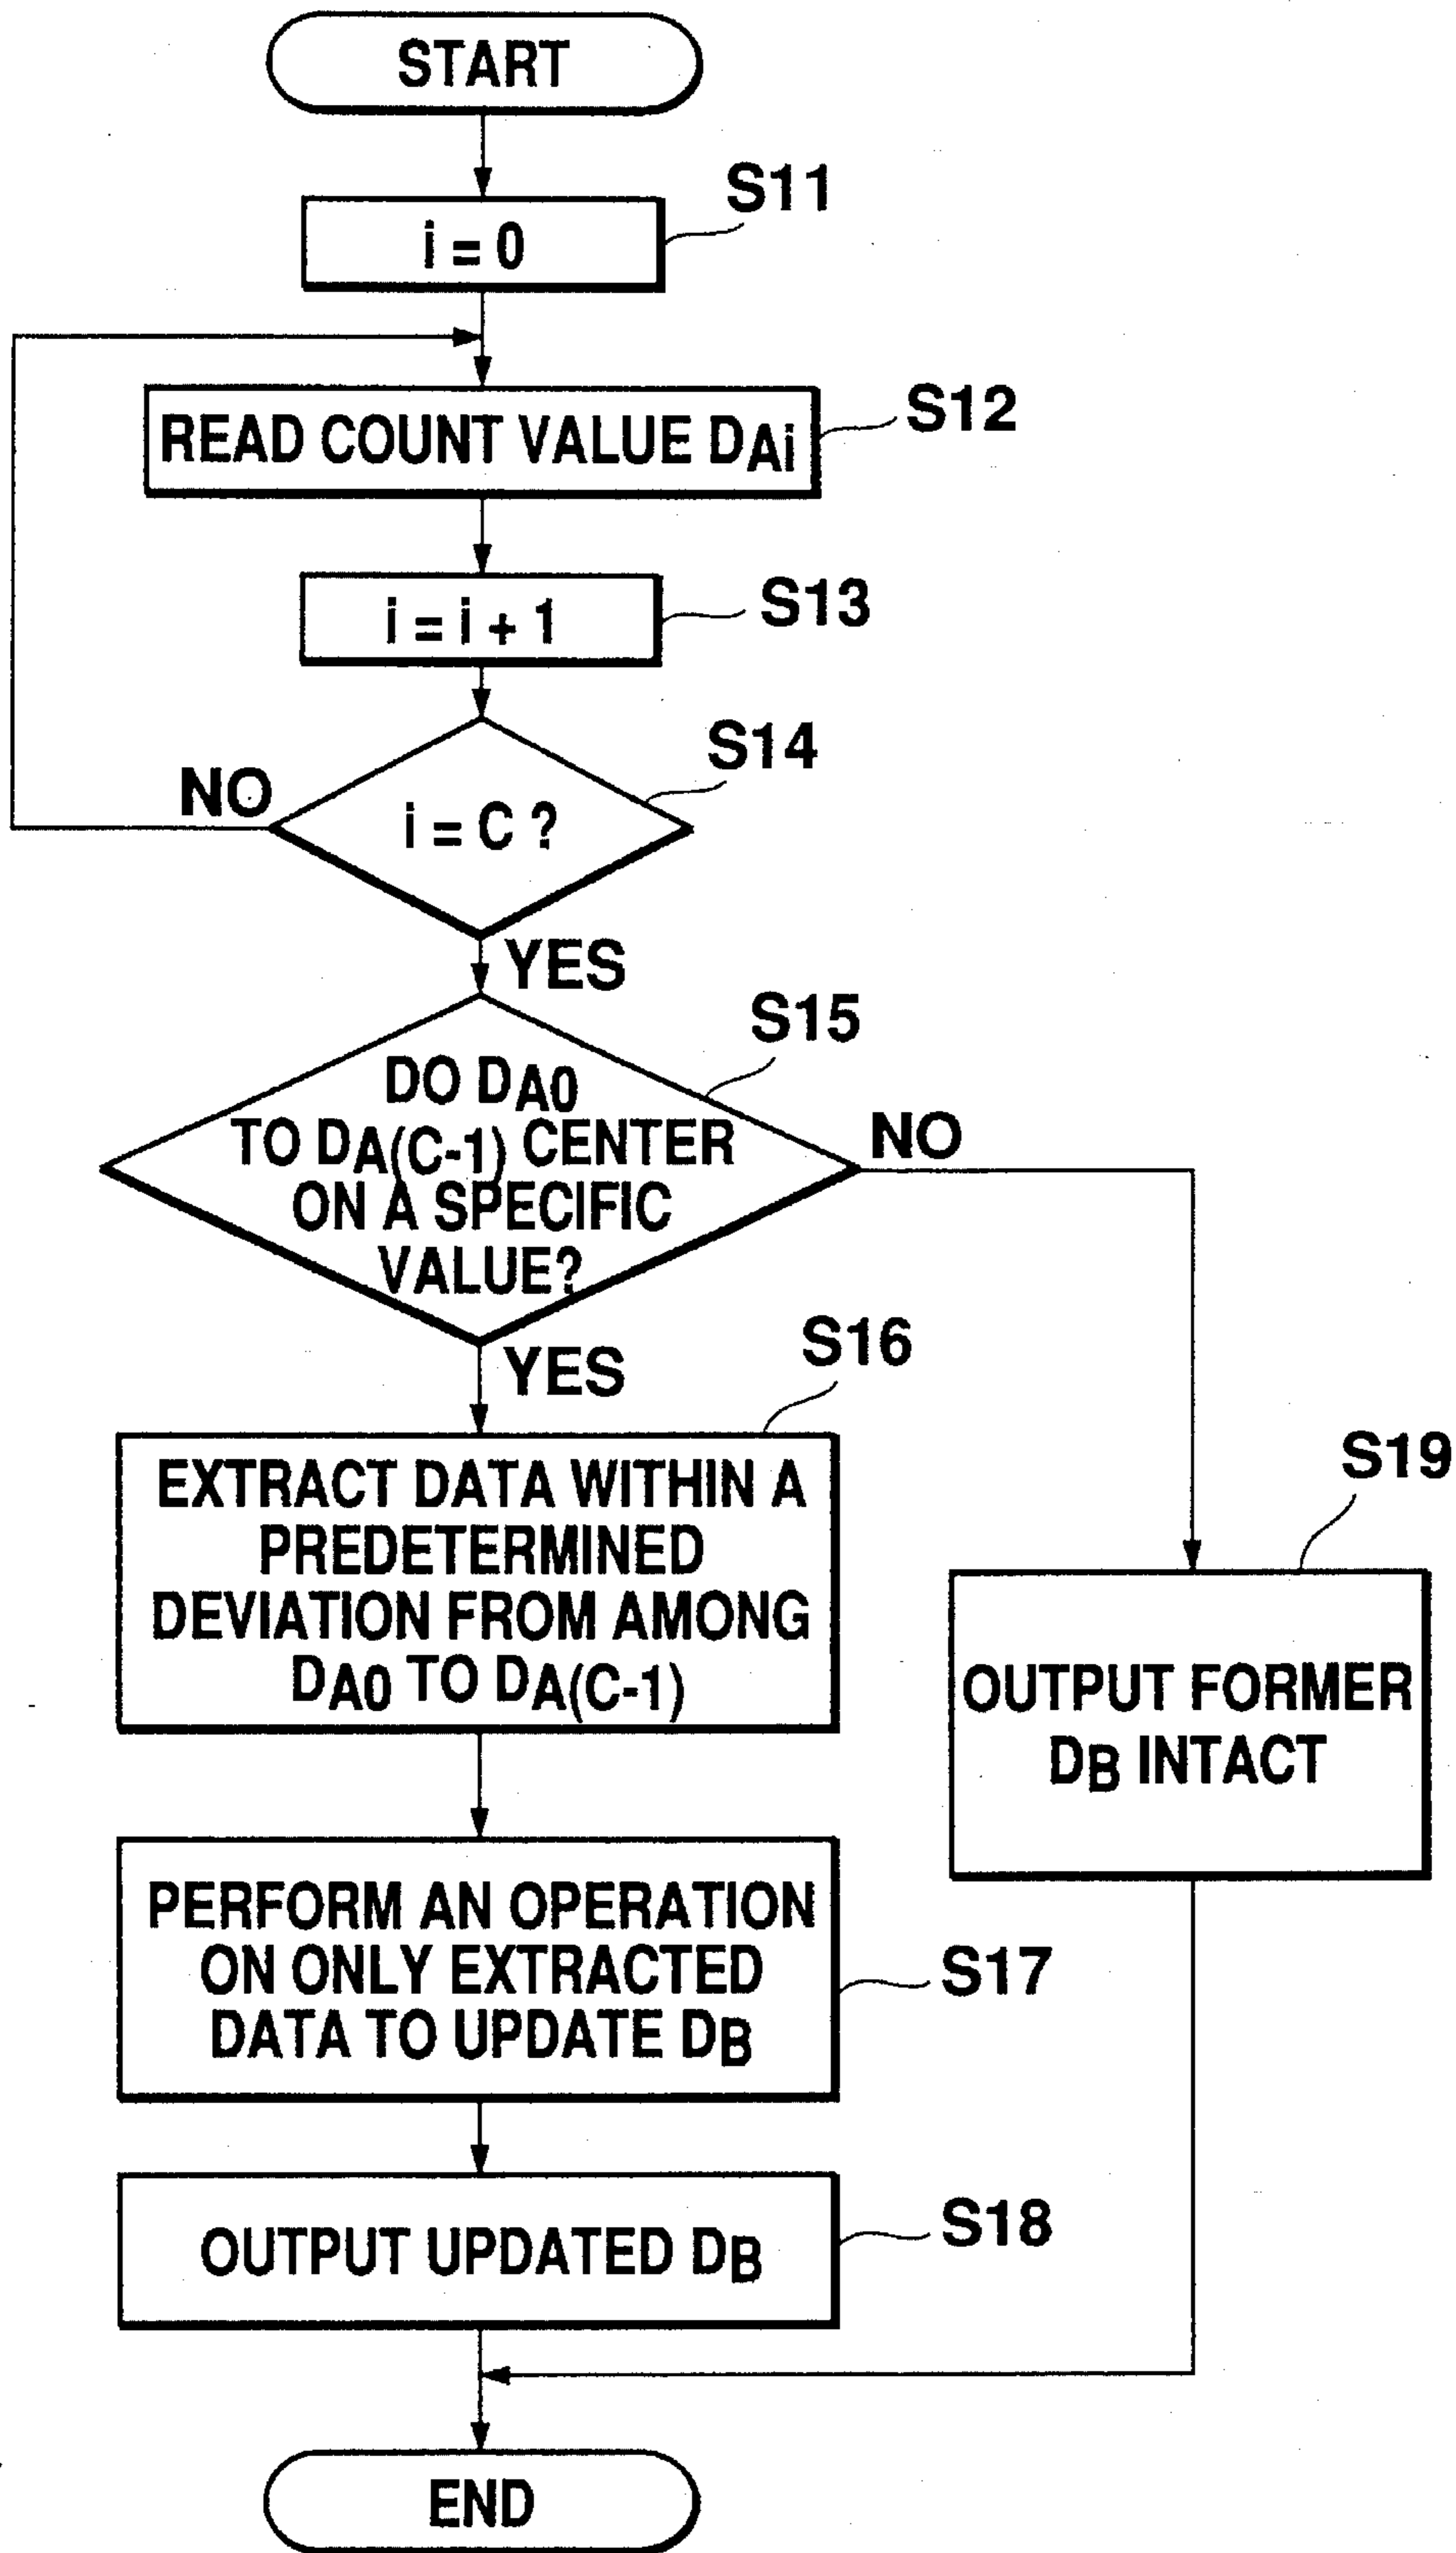 START
S11
i = 0
S12
READ COUNT VALUE DAi
S13
i = i + 1
S14
NO
i = C ?
YES
S15
DO DA0
TO DA(C-1) CENTER
ON A SPECIFIC
VALUE?
NO
YES
S16
EXTRACT DATA WITHIN A
PREDETERMINED
DEVIATION FROM AMONG
DA0 TO DA(C-1)
S19
OUTPUT FORMER
DB INTACT
PERFORM AN OPERATION
ON ONLY EXTRACTED
DATA TO UPDATE DB
S17
OUTPUT UPDATED DB
S18
END